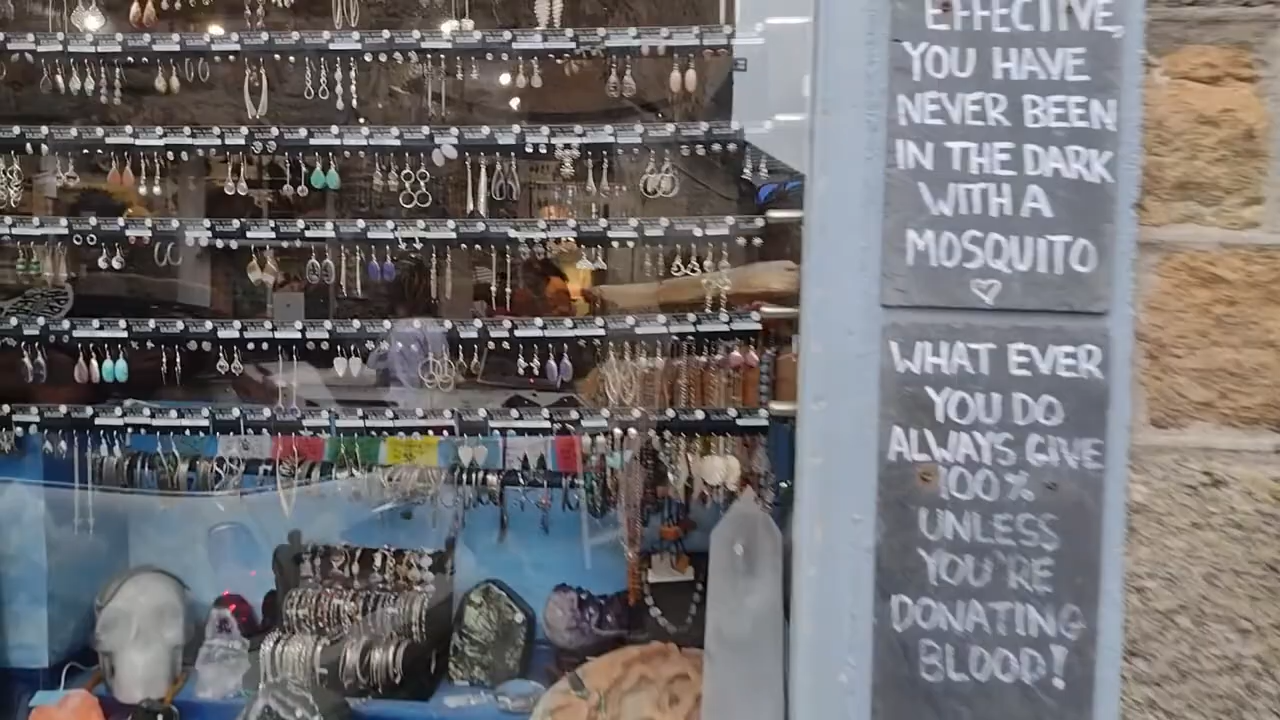 EFFECTIVE,
YOU HAVE
NEVER BEEN
IN THE DARK
WITH A
MOSQUITO
WHAT EVER
YOU DO
ALWAYS GIVE
100%
UNLESS
YOU'RE
DONATING
BLOOD!